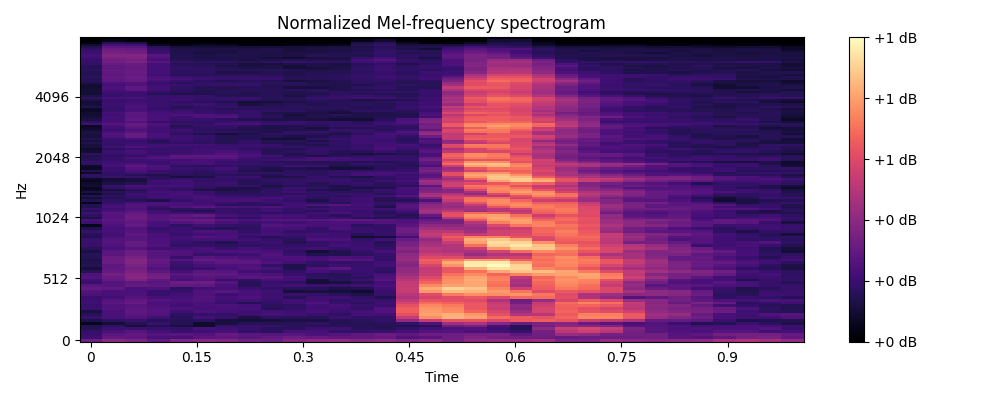 Normalized Mel-frequency spectrogram
Hz
4096
2048
1024
512
0
0 0.15 0.3 0.45 0.6 0.75 0.9
Time
+1 dB
+1 dB
+1 dB
+0 dB
+0 dB
+0 dB